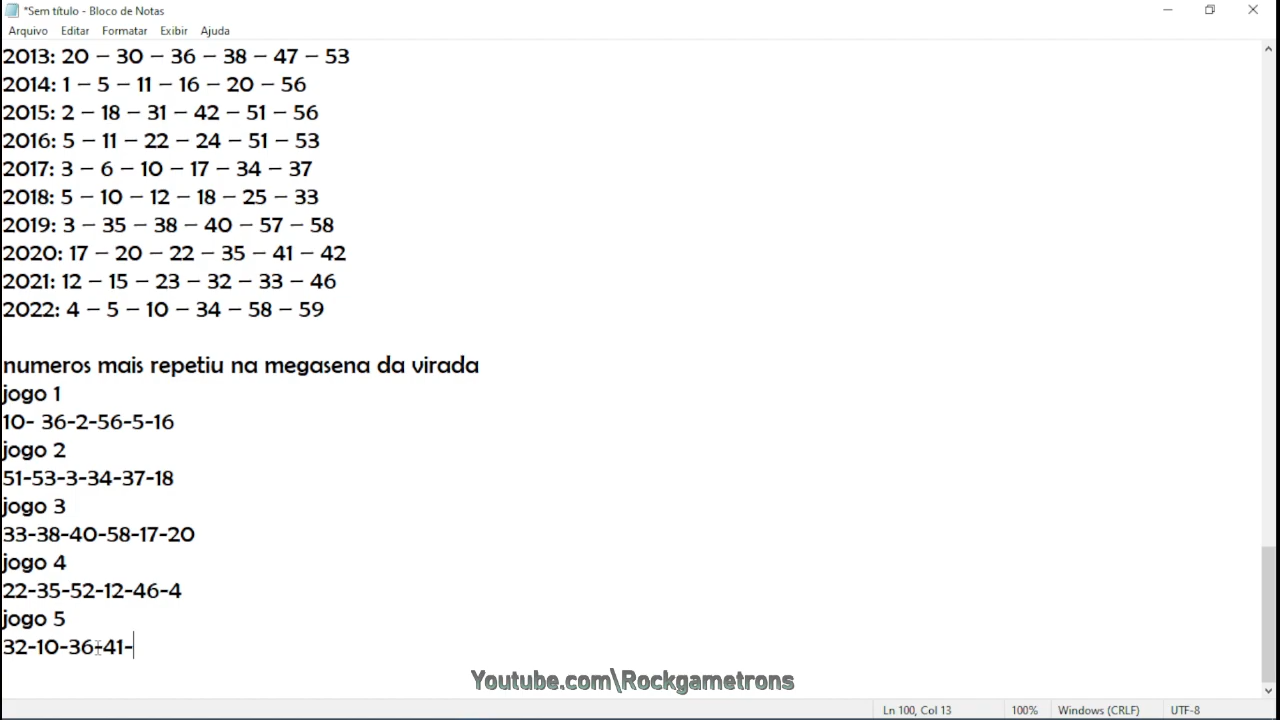 *Sem título - Bloco de Notas
Arquivo Editar Formatar Exibir Ajuda
2013: 20 – 30 – 36 – 38 – 47 – 53
2014: 1 – 5 – 11 – 16 – 20 – 56
2015: 2 – 18 – 31 – 42 – 51 – 56
2016: 5 – 11 – 22 – 24 – 51 – 53
2017: 3 – 6 – 10 – 17 – 34 – 37
2018: 5 – 10 – 12 – 18 – 25 – 33
2019: 3 – 35 – 38 – 40 – 57 – 58
2020: 17 – 20 – 22 – 35 – 41 – 42
2021: 12 – 15 – 23 – 32 – 33 – 46
2022: 4 – 5 – 10 – 34 – 58 – 59
numeros mais repetiu na megasena da virada
jogo 1
10- 36-2-56-5-16
jogo 2
51-53-3-34-37-18
jogo 3
33-38-40-58-17-20
jogo 4
22-35-52-12-46-4
jogo 5
32-10-36-41-
Youtube.com\Rockgametrons
Ln 100, Col 13 100% Windows (CRLF) UTF-8